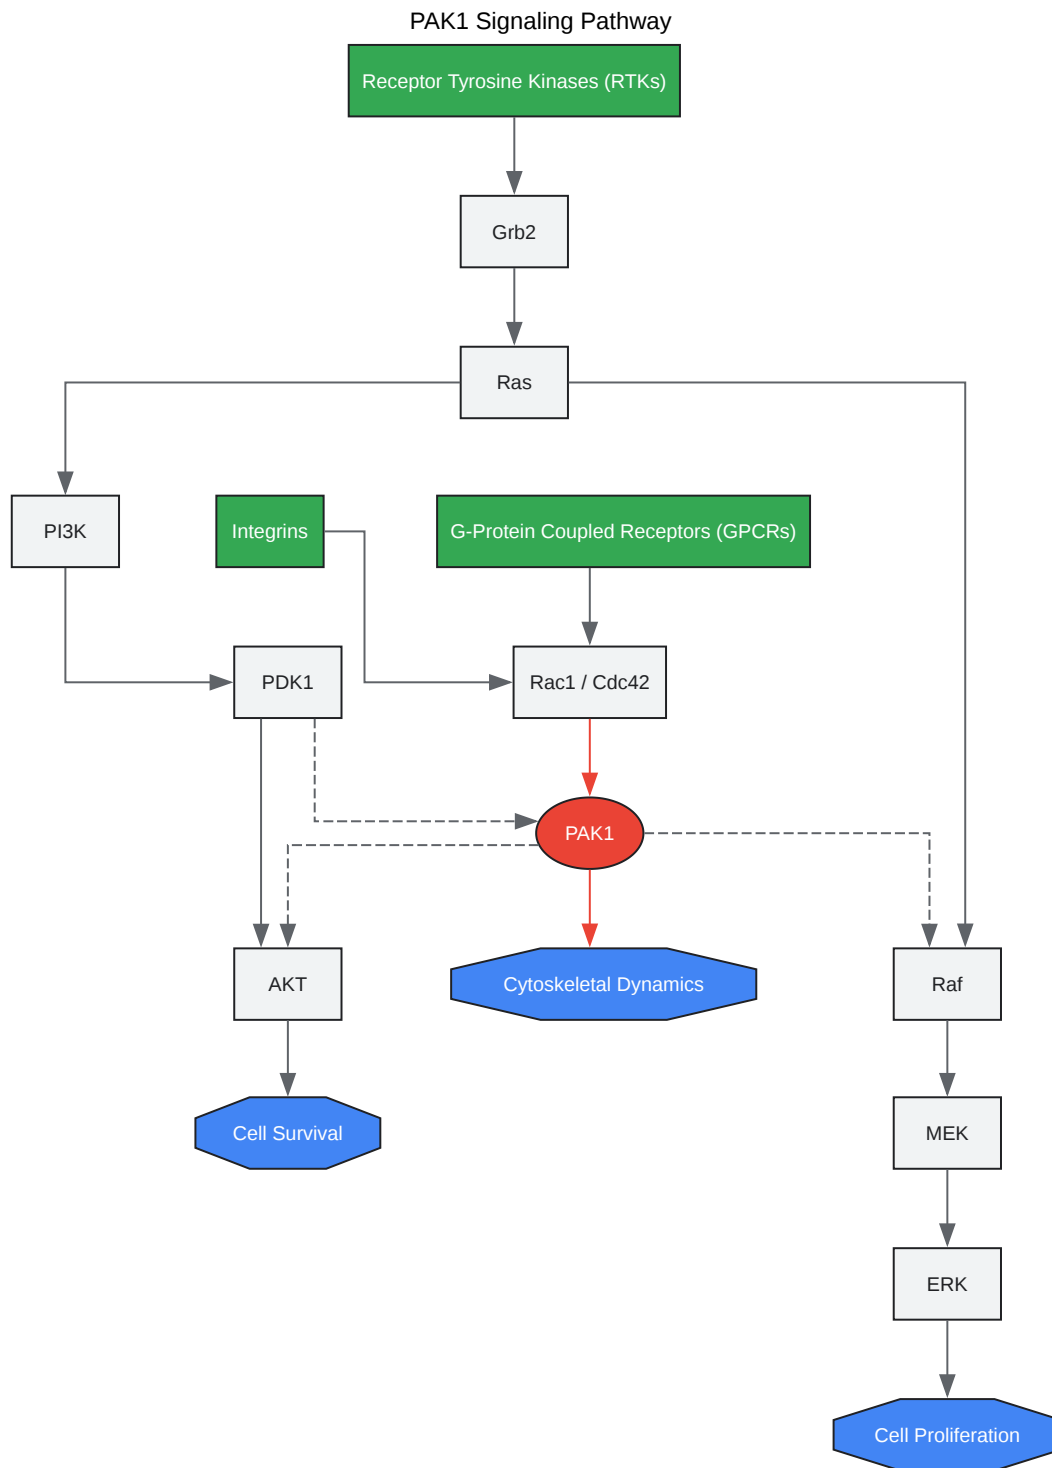 PAK1 Signaling Pathway
Receptor Tyrosine Kinases (RTKs)
Grb2
Ras
PI3K
Integrins
G-Protein Coupled Receptors (GPCRs)
PDK1
Rac1 / Cdc42
PAK1
AKT
Cytoskeletal Dynamics
Raf
Cell Survival
MEK
ERK
Cell Proliferation